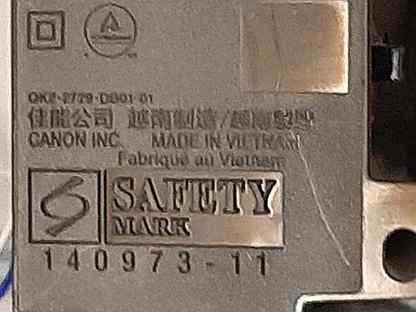 QK2-2729-DB01-01
佳能公司 越南制造/越南製造
CANON INC. MADE IN VIETNAM
Fabriqué au Vietnam
SAFETY
MARK
140973-11